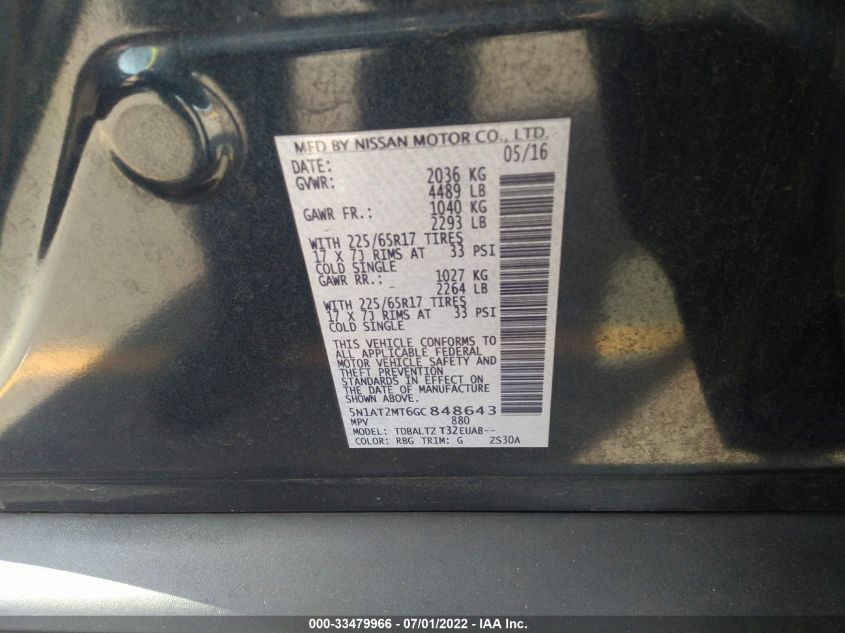 MFD BY NISSAN MOTOR CO., LTD.
DATE: 05/16
GVWR: 2036 KG
4489 LB
GAWR FR.: 1040 KG
2293 LB
WITH 225/65R17 TIRES
17 X 7J RIMS AT 33 PSI
COLD SINGLE
GAWR RR.: 1027 KG
2264 LB
WITH 225/65R17 TIRES
17 X 7J RIMS AT 33 PSI
COLD SINGLE
THIS VEHICLE CONFORMS TO
ALL APPLICABLE FEDERAL
MOTOR VEHICLE SAFETY AND
THEFT PREVENTION
STANDARDS IN EFFECT ON
THE DATE OF MANUFACTURE
SHOWN ABOVE.
5N1AT2MT6GC848643
MPV 880
MODEL: TDBALTZ T32EUAB--
COLOR: RBG TRIM: G ZS30A
000-33479966 - 07/01/2022 - IAA Inc.